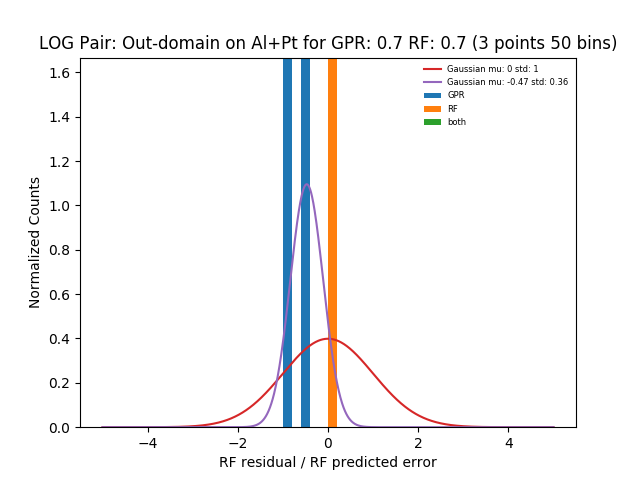 LOG Pair: Out-domain on Al+Pt for GPR: 0.7 RF: 0.7 (3 points 50 bins)
Gaussian mu: 0 std: 1
Gaussian mu: -0.47 std: 0.36
GPR
RF
both
Normalized Counts
1.6
1.4
1.2
1.0
0.8
0.6
0.4
0.2
0.0
−4
−2
0
2
4
RF residual / RF predicted error